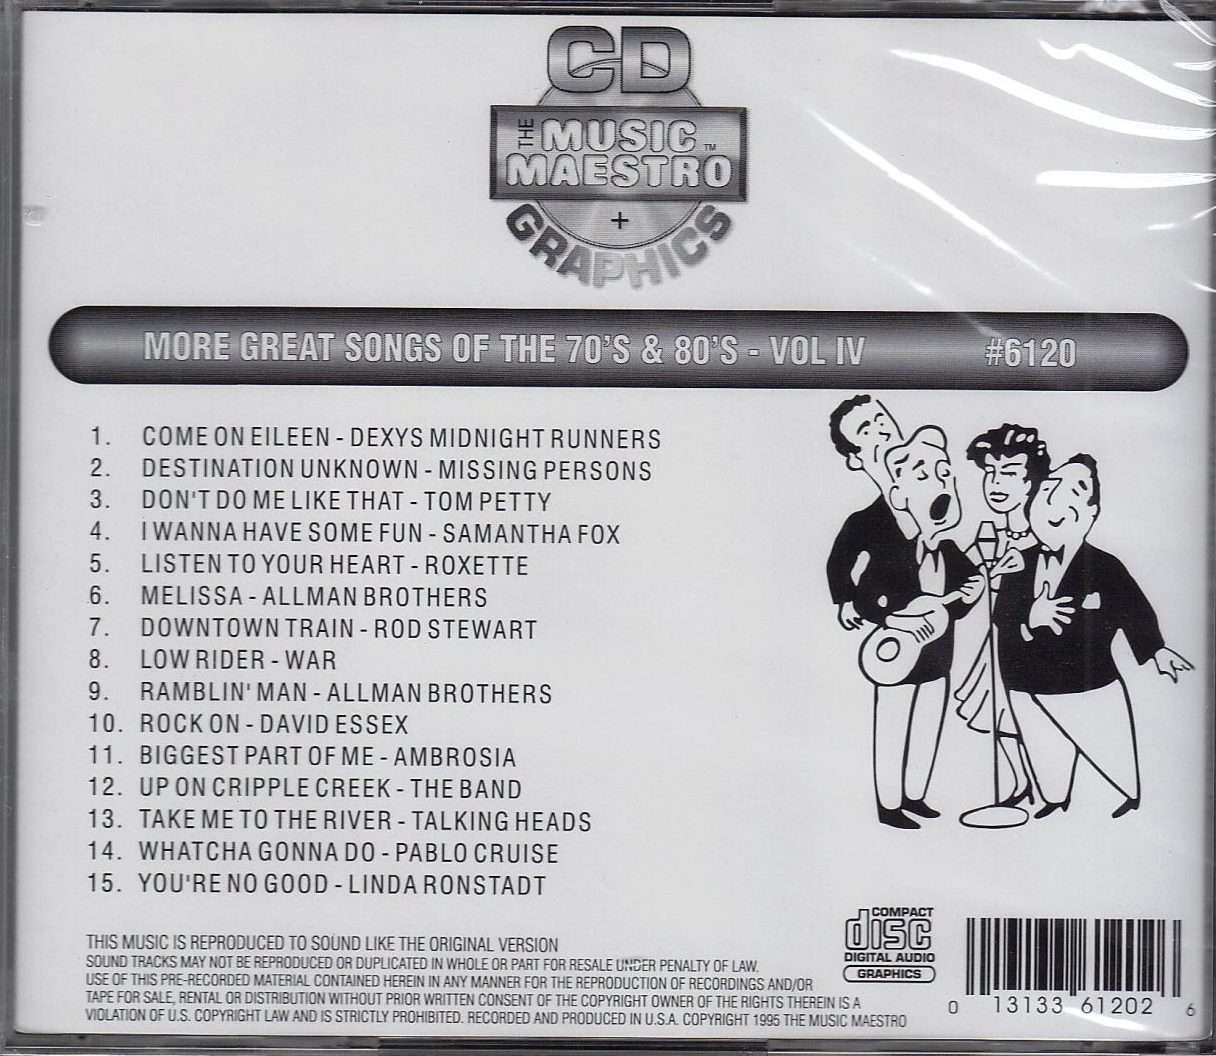 CD
THE MUSIC MAESTRO™
+
GRAPHICS
MORE GREAT SONGS OF THE 70'S & 80'S - VOL IV #6120
1. COME ON EILEEN - DEXYS MIDNIGHT RUNNERS
2. DESTINATION UNKNOWN - MISSING PERSONS
3. DON'T DO ME LIKE THAT - TOM PETTY
4. I WANNA HAVE SOME FUN - SAMANTHA FOX
5. LISTEN TO YOUR HEART - ROXETTE
6. MELISSA - ALLMAN BROTHERS
7. DOWNTOWN TRAIN - ROD STEWART
8. LOW RIDER - WAR
9. RAMBLIN' MAN - ALLMAN BROTHERS
10. ROCK ON - DAVID ESSEX
11. BIGGEST PART OF ME - AMBROSIA
12. UP ON CRIPPLE CREEK - THE BAND
13. TAKE ME TO THE RIVER - TALKING HEADS
14. WHATCHA GONNA DO - PABLO CRUISE
15. YOU'RE NO GOOD - LINDA RONSTADT
THIS MUSIC IS REPRODUCED TO SOUND LIKE THE ORIGINAL VERSION
SOUND TRACKS MAY NOT BE REPRODUCED OR DUPLICATED IN WHOLE OR PART FOR RESALE UNDER PENALTY OF LAW.
USE OF THIS PRE-RECORDED MATERIAL CONTAINED HEREIN IN ANY MANNER FOR THE REPRODUCTION OF RECORDINGS AND/OR
TAPE FOR SALE, RENTAL OR DISTRIBUTION WITHOUT PRIOR WRITTEN CONSENT OF THE COPYRIGHT OWNER OF THE RIGHTS THEREIN IS A
VIOLATION OF U.S. COPYRIGHT LAW AND IS STRICTLY PROHIBITED. RECORDED AND PRODUCED IN U.S.A. COPYRIGHT 1995 THE MUSIC MAESTRO
COMPACT
disc
DIGITAL AUDIO
GRAPHICS
0 13133 61202 6